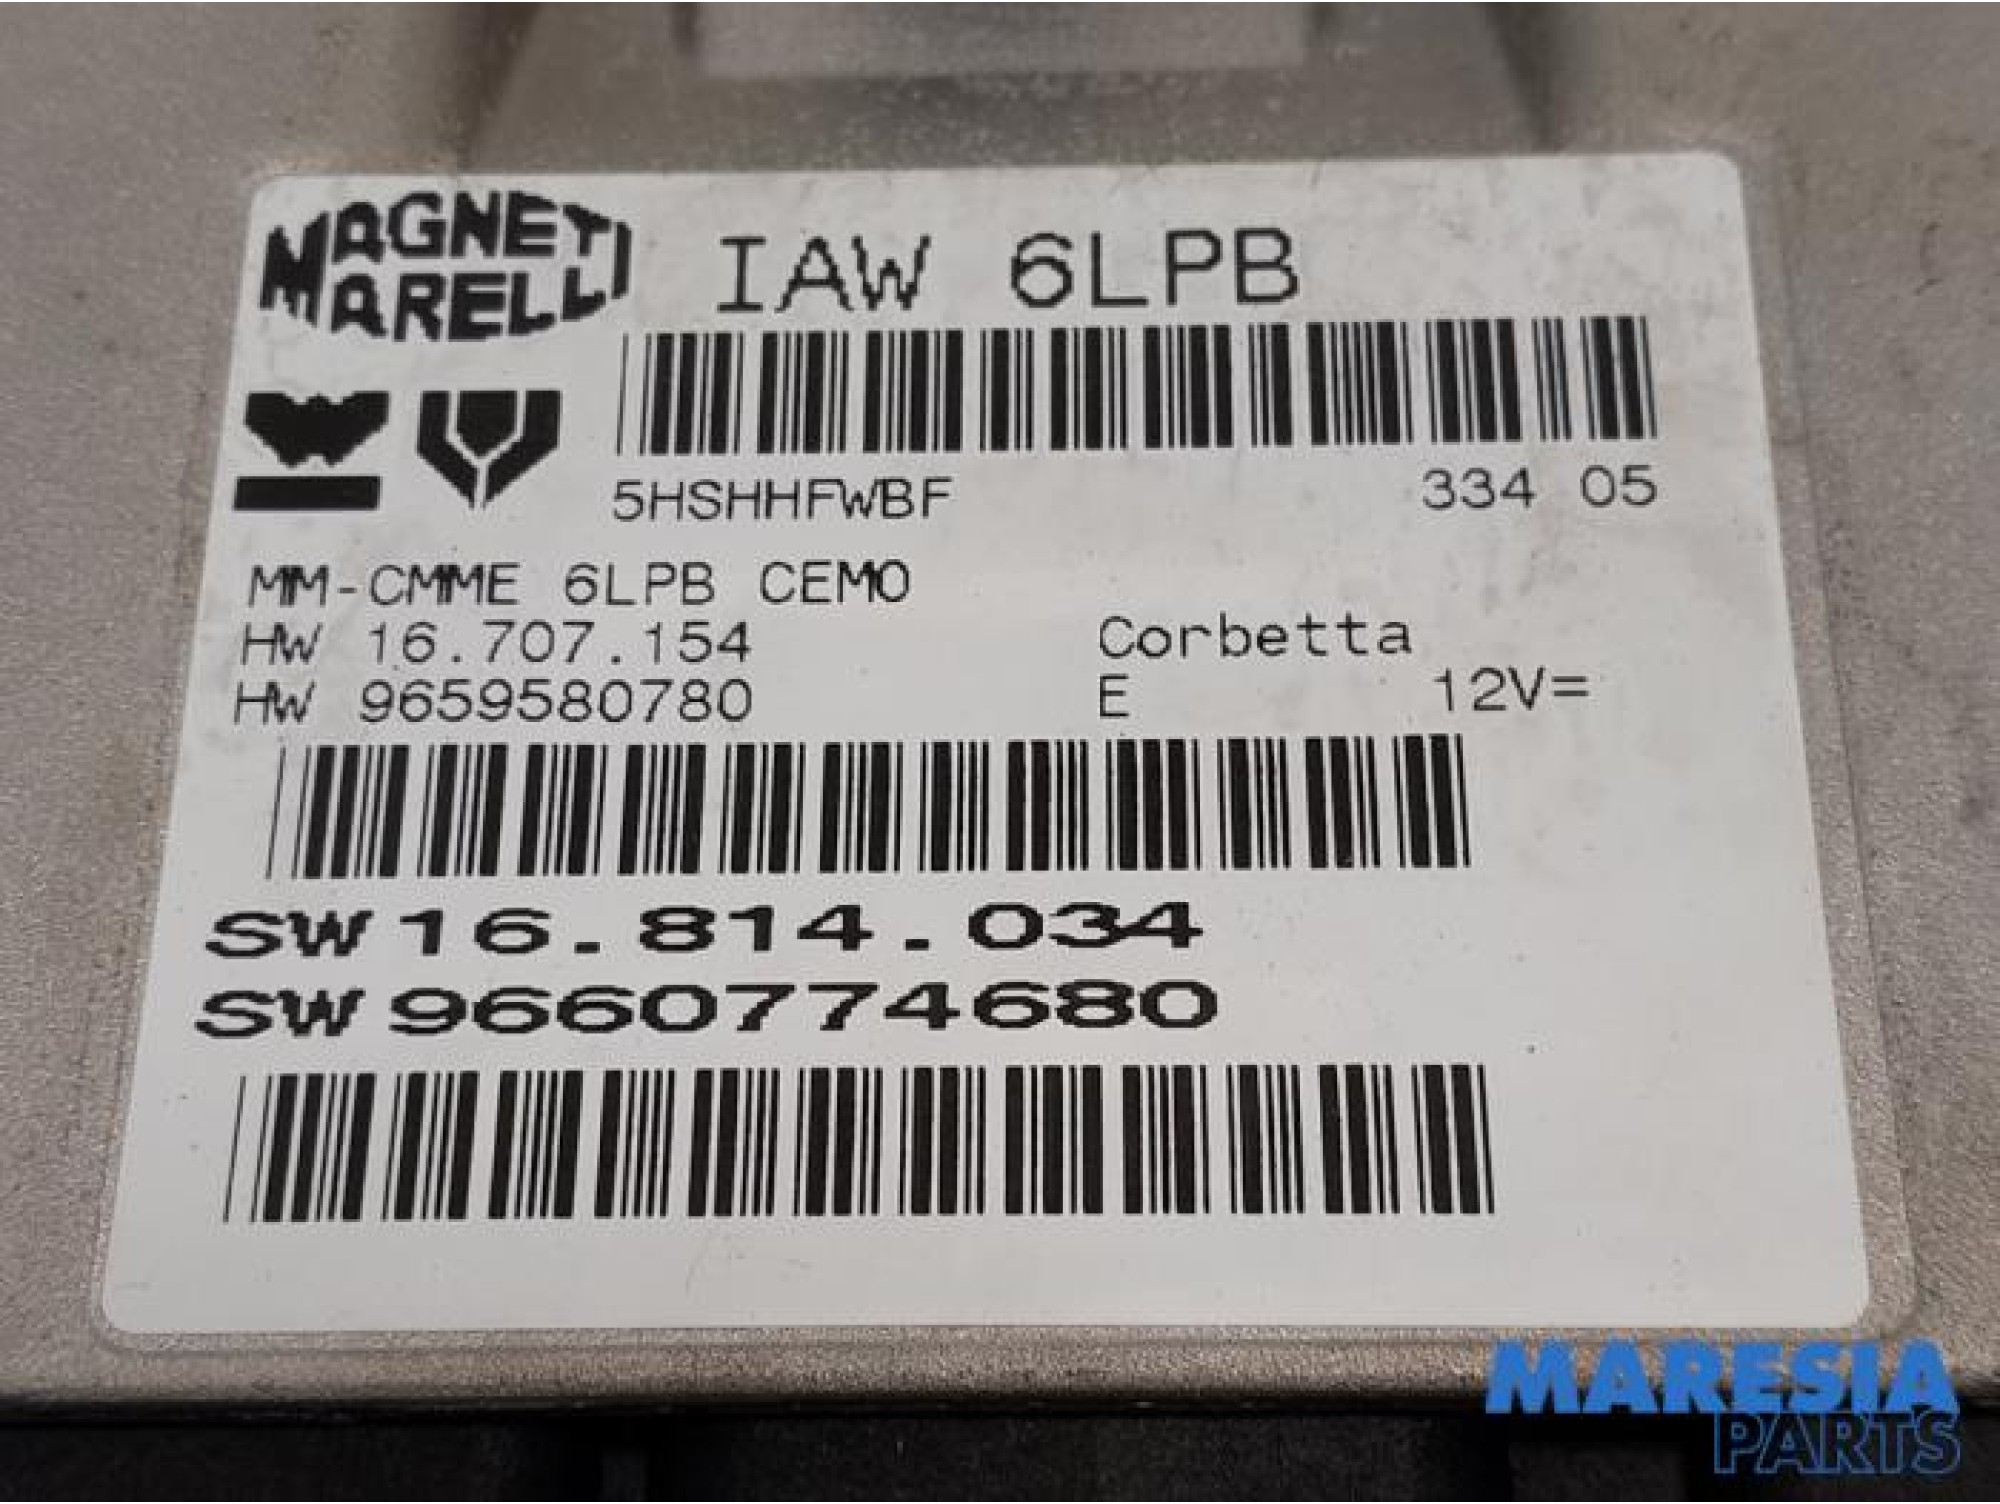 MAGNETI
MARELLI
IAW 6LPB
5HSHHFWBF 334 05
MM-CMME 6LPB CEMO
HW 16.707.154 Corbetta
HW 9659580780 E 12V=
SW 16.814.034
SW 9660774680
MARESIA
PARTS